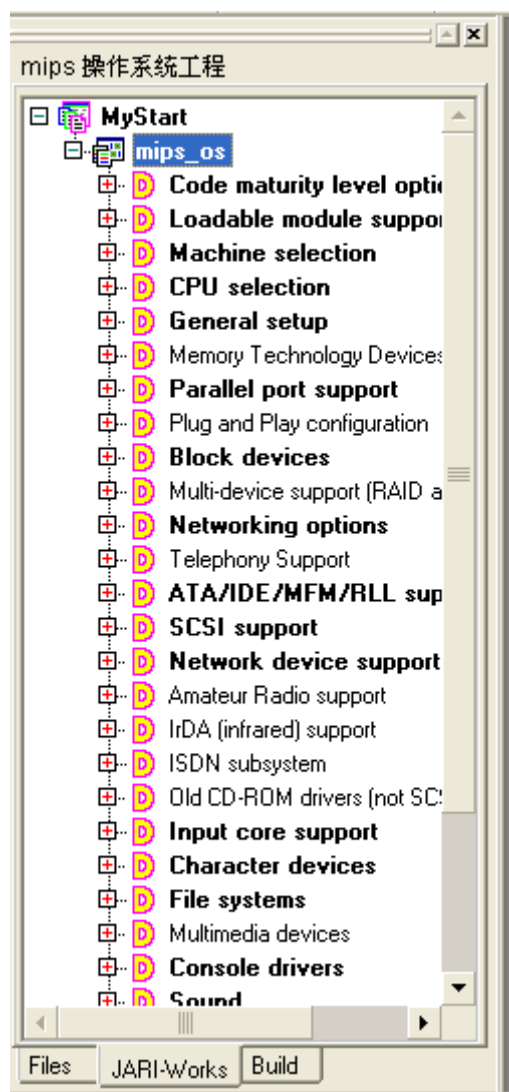 mips 操作系统工程
MyStart
mips_os
Code maturity level optio
Loadable module suppor
Machine selection
CPU selection
General setup
Memory Technology Devices
Parallel port support
Plug and Play configuration
Block devices
Multi-device support (RAID a
Networking options
Telephony Support
ATA/IDE/MFM/RLL sup
SCSI support
Network device support
Amateur Radio support
IrDA (infrared) support
ISDN subsystem
Old CD-ROM drivers (not SCS
Input core support
Character devices
File systems
Multimedia devices
Console drivers
Sound
Files JARI-Works Build